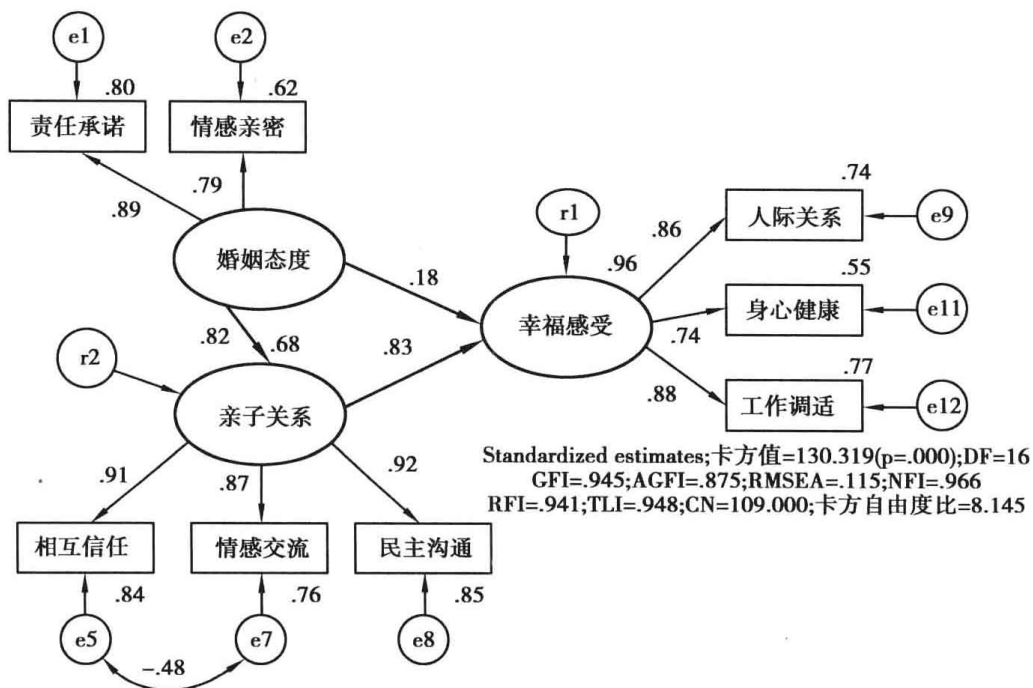 e1
e2
.80
.62
责任承诺
情感亲密
.79
.89
.74
r1
人际关系
e9
.86
婚姻态度
.96
.55
.18
幸福感受
身心健康
e11
.74
.82
.68
.83
r2
.77
.88
亲子关系
工作调适
e12
Standardized estimates;卡方值=130.319(p=.000);DF=16
GFI=.945;AGFI=.875;RMSEA=.115;NFI=.966
RFI=.941;TLI=.948;CN=109.000;卡方自由度比=8.145
.91
.87
.92
相互信任
情感交流
民主沟通
.84
.76
.85
e5
e7
e8
-.48